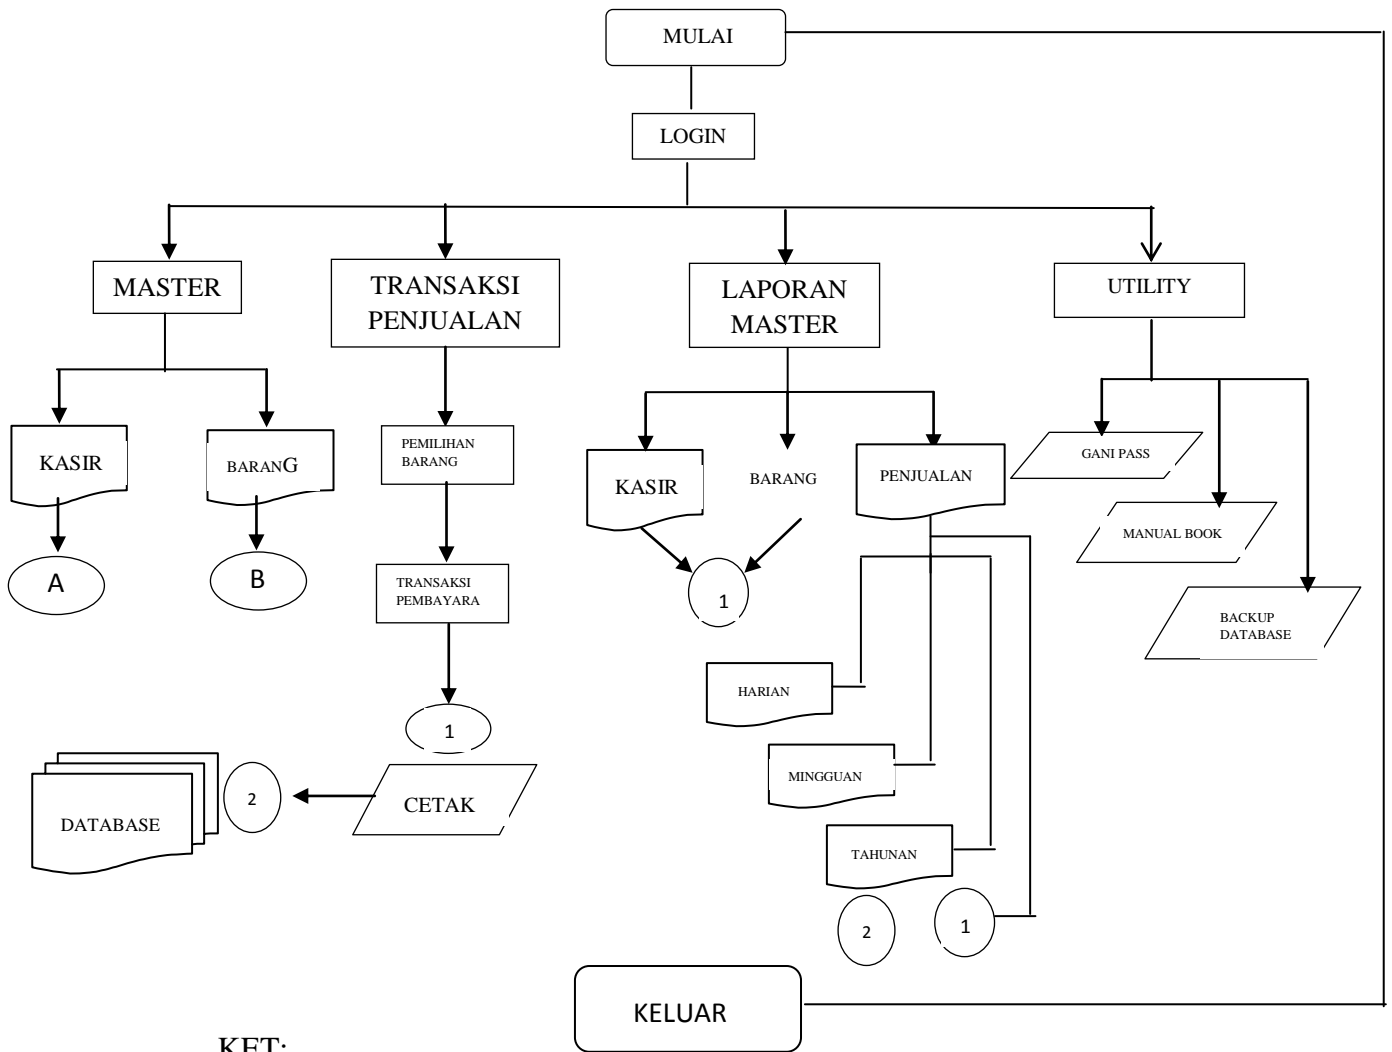 MULAI
LOGIN
MASTER
TRANSAKSI
PENJUALAN
LAPORAN
MASTER
UTILITY
KASIR
BARANG
PEMILIHAN
BARANG
KASIR
BARANG
PENJUALAN
GANI PASS
MANUAL BOOK
A
B
TRANSAKSI
PEMBAYARA
1
BACKUP
DATABASE
HARIAN
1
MINGGUAN
2
CETAK
DATABASE
TAHUNAN
2
1
KELUAR
KET: